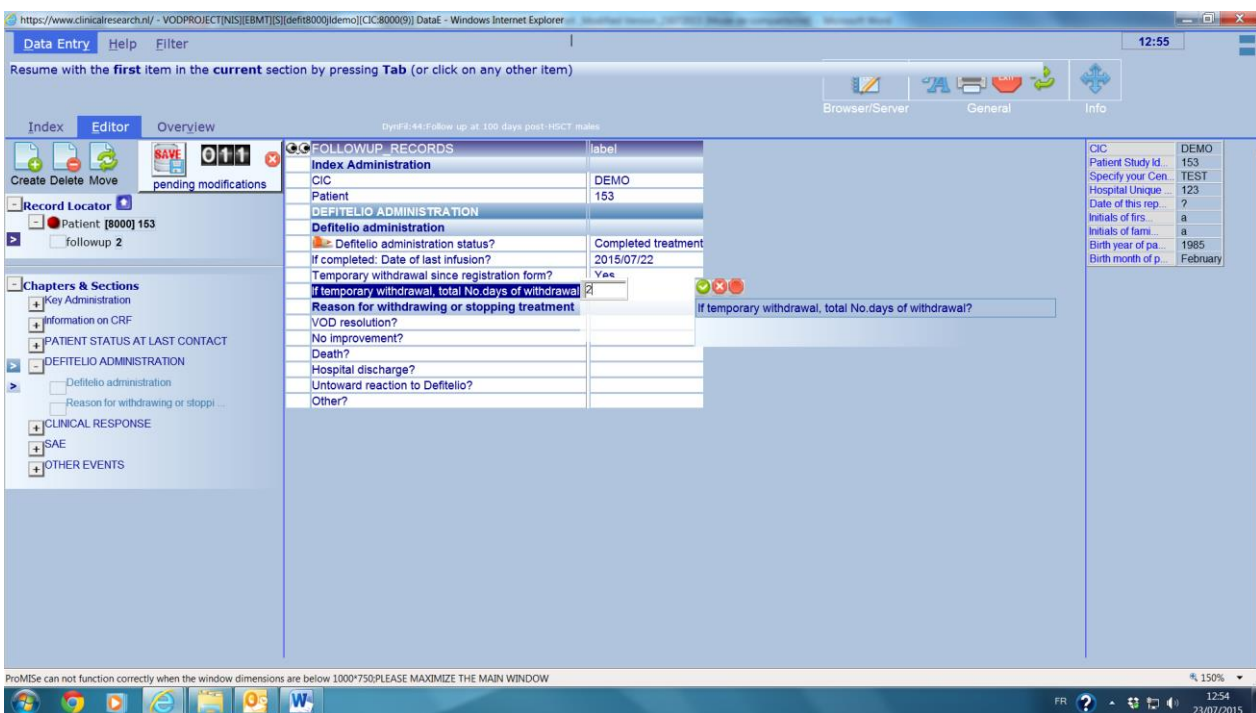 https://www.clinicalresearch.nl/ - VODPROJECT[NIS][EBMT][S][defit8000jldemo][CIC:8000(9)] DataE - Windows Internet Explorer
Data Entry Help Filter
12:55
Resume with the first item in the current section by pressing Tab (or click on any other item)
Browser/Server General Info
Index Editor Overview
DynFil:44:Follow up at 100 days post-HSCT males
SAVE 011
Create Delete Move pending modifications
Record Locator
Patient [8000] 153
followup 2
Chapters & Sections
Key Administration
Information on CRF
PATIENT STATUS AT LAST CONTACT
DEFITELIO ADMINISTRATION
Defitelio administration
Reason for withdrawing or stoppi ...
CLINICAL RESPONSE
SAE
OTHER EVENTS
FOLLOWUP_RECORDS label
Index Administration
CIC DEMO
Patient 153
DEFITELIO ADMINISTRATION
Defitelio administration
Defitelio administration status? Completed treatment
If completed: Date of last infusion? 2015/07/22
Temporary withdrawal since registration form? Yes
If temporary withdrawal, total No.days of withdrawal 2
If temporary withdrawal, total No.days of withdrawal?
Reason for withdrawing or stopping treatment
VOD resolution?
No improvement?
Death?
Hospital discharge?
Untoward reaction to Defitelio?
Other?
CIC DEMO
Patient Study Id... 153
Specify your Cen... TEST
Hospital Unique ... 123
Date of this rep... ?
Initials of firs... a
Initials of fami... a
Birth year of pa... 1985
Birth month of p... February
ProMISe can not function correctly when the window dimensions are below 1000*750;PLEASE MAXIMIZE THE MAIN WINDOW
150%
FR
12:54
23/07/2015